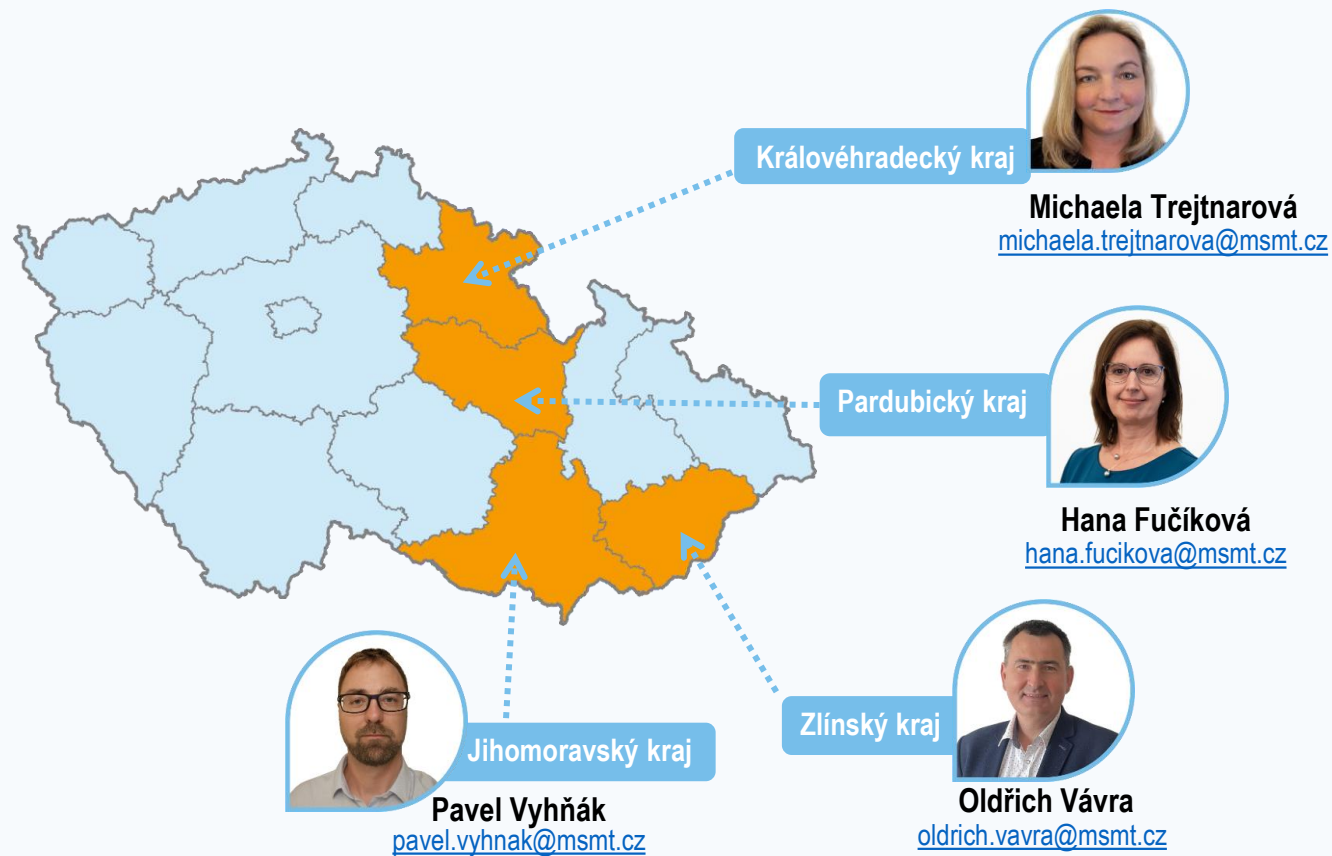 Královéhradecký kraj
Michaela Trejtnarová
michaela.trejtnarova@msmt.cz
Pardubický kraj
Hana Fučíková
hana.fucikova@msmt.cz
Zlínský kraj
Oldřich Vávra
oldrich.vavra@msmt.cz
Jihomoravský kraj
Pavel Vyhňák
pavel.vyhnak@msmt.cz